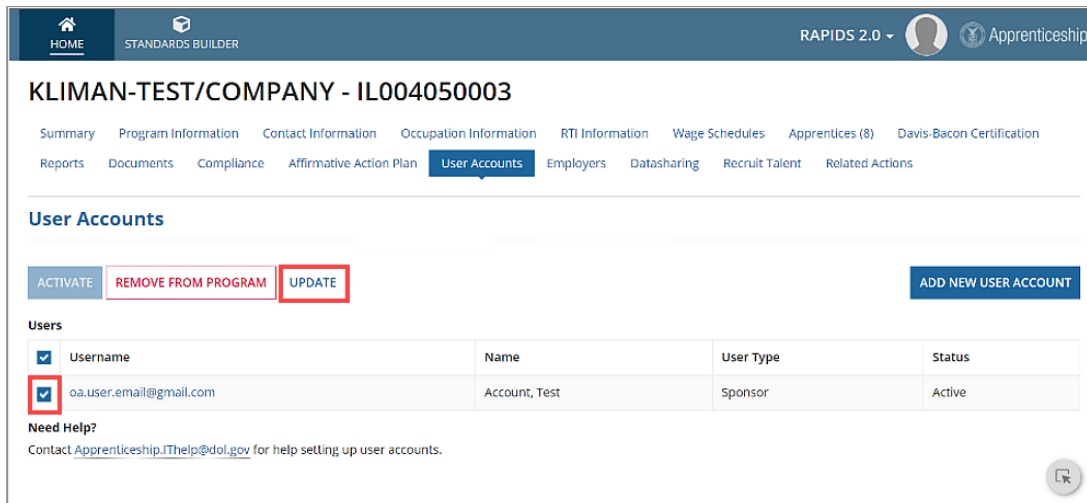 HOME
STANDARDS BUILDER
RAPIDS 2.0
Apprenticeship
KLIMAN-TEST/COMPANY - IL004050003
Summary Program Information Contact Information Occupation Information RTI Information Wage Schedules Apprentices (8) Davis-Bacon Certification
Reports Documents Compliance Affirmative Action Plan User Accounts Employers Datasharing Recruit Talent Related Actions
User Accounts
ACTIVATE REMOVE FROM PROGRAM UPDATE ADD NEW USER ACCOUNT
Users
Username Name User Type Status
oa.user.email@gmail.com Account, Test Sponsor Active
Need Help?
Contact Apprenticeship.IThelp@dol.gov for help setting up user accounts.